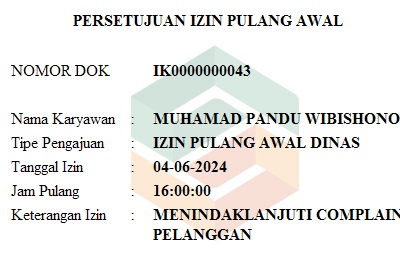 PERSETUJUAN IZIN PULANG AWAL
NOMOR DOK IK0000000043
Nama Karyawan : MUHAMAD PANDU WIBISHONO
Tipe Pengajuan : IZIN PULANG AWAL DINAS
Tanggal Izin : 04-06-2024
Jam Pulang : 16:00:00
Keterangan Izin : MENINDAKLANJUTI COMPLAIN
PELANGGAN